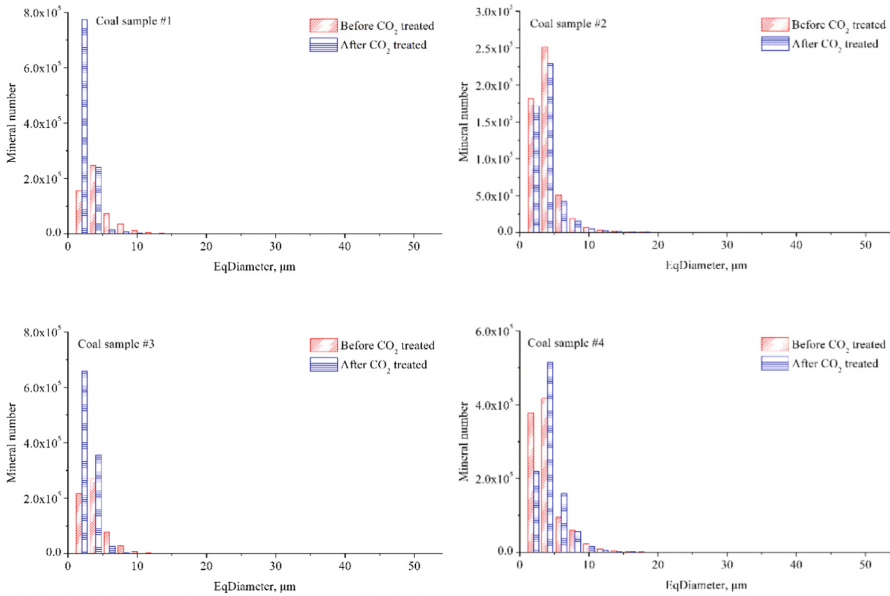 Coal sample #1
Before CO₂ treated
After CO₂ treated
Mineral number
8.0x10⁵
6.0x10⁵
4.0x10⁵
2.0x10⁵
0.0
0 10 20 30 40 50
EqDiameter, μm
Coal sample #2
Before CO₂ treated
After CO₂ treated
Mineral number
3.0x10⁵
2.5x10⁵
2.0x10⁵
1.5x10⁵
1.0x10⁵
5.0x10⁴
0.0
0 10 20 30 40 50
EqDiameter, μm
Coal sample #3
Before CO₂ treated
After CO₂ treated
Mineral number
8.0x10⁵
6.0x10⁵
4.0x10⁵
2.0x10⁵
0.0
0 10 20 30 40 50
EqDiameter, μm
Coal sample #4
Before CO₂ treated
After CO₂ treated
Mineral number
6.0x10⁵
4.0x10⁵
2.0x10⁵
0.0
0 10 20 30 40 50
EqDiameter, μm